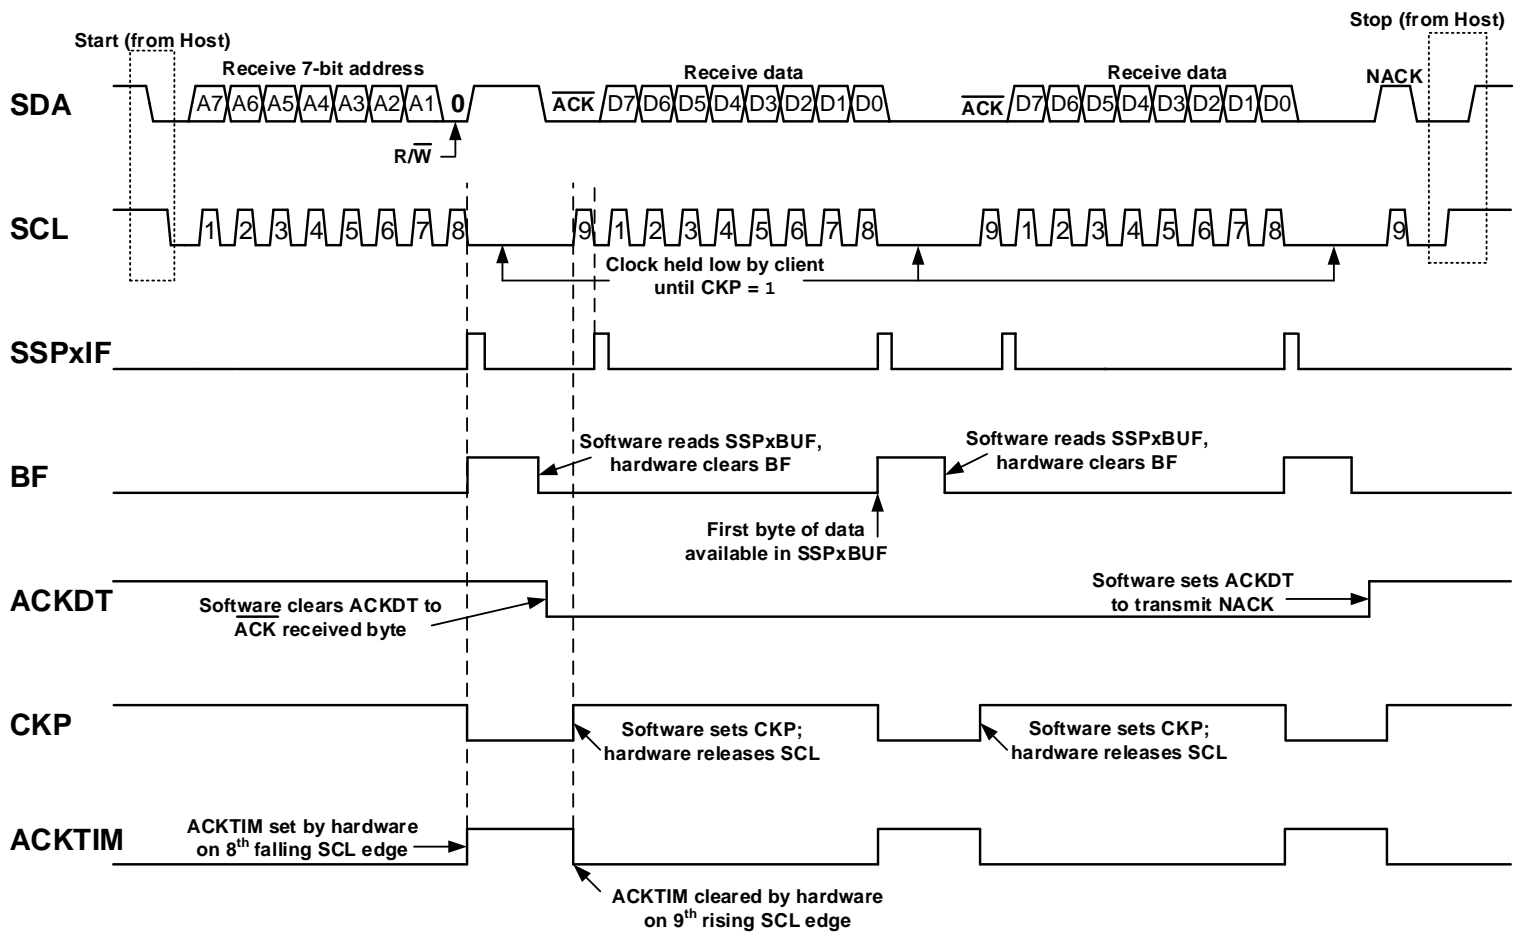 Start (from Host)
Stop (from Host)
Receive 7-bit address
Receive data
Receive data
NACK
SDA
A7 A6 A5 A4 A3 A2 A1 0
ACK
D7 D6 D5 D4 D3 D2 D1 D0
ACK
D7 D6 D5 D4 D3 D2 D1 D0
R/W
SCL
1 2 3 4 5 6 7 8 9 1 2 3 4 5 6 7 8 9 1 2 3 4 5 6 7 8 9
Clock held low by client
until CKP = 1
SSPxIF
BF
Software reads SSPxBUF,
hardware clears BF
Software reads SSPxBUF,
hardware clears BF
First byte of data
available in SSPxBUF
ACKDT
Software clears ACKDT to
ACK received byte
Software sets ACKDT
to transmit NACK
CKP
Software sets CKP;
hardware releases SCL
Software sets CKP;
hardware releases SCL
ACKTIM
ACKTIM set by hardware
on 8th falling SCL edge
ACKTIM cleared by hardware
on 9th rising SCL edge